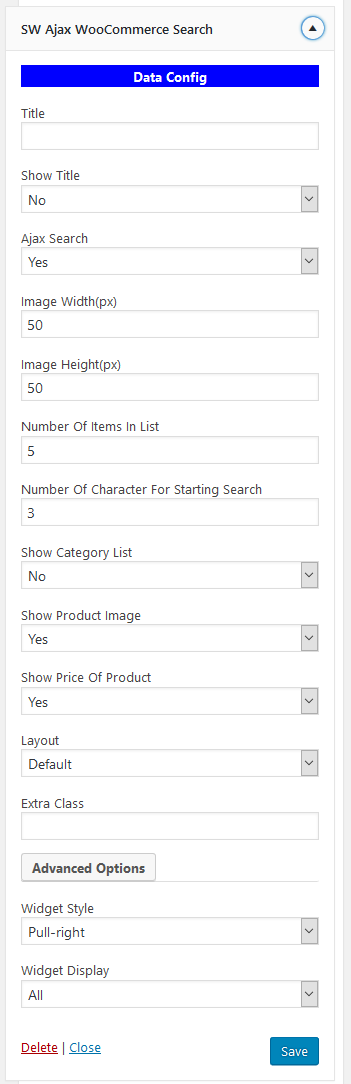 SW Ajax WooCommerce Search
Data Config
Title
Show Title
No
Ajax Search
Yes
Image Width(px)
50
Image Height(px)
50
Number Of Items In List
5
Number Of Character For Starting Search
3
Show Category List
No
Show Product Image
Yes
Show Price Of Product
Yes
Layout
Default
Extra Class
Advanced Options
Widget Style
Pull-right
Widget Display
All
Delete | Close Save